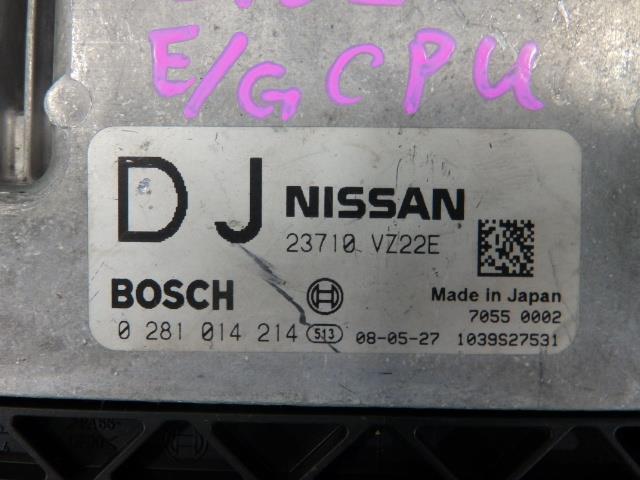 E/G CPU
DJ NISSAN
23710 VZ22E
BOSCH
Made in Japan
7055 0002
0 281 014 214 513 08-05-27 1039S27531